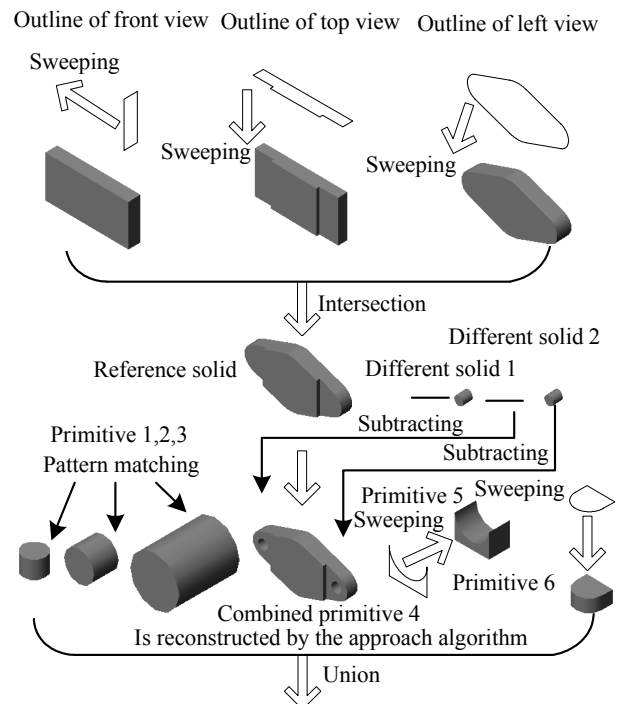 Outline of front view
Outline of top view
Outline of left view
Sweeping
Sweeping
Sweeping
Intersection
Reference solid
Different solid 1
Different solid 2
Subtracting
Subtracting
Primitive 1,2,3
Pattern matching
Primitive 5
Sweeping
Sweeping
Primitive 6
Combined primitive 4
Is reconstructed by the approach algorithm
Union